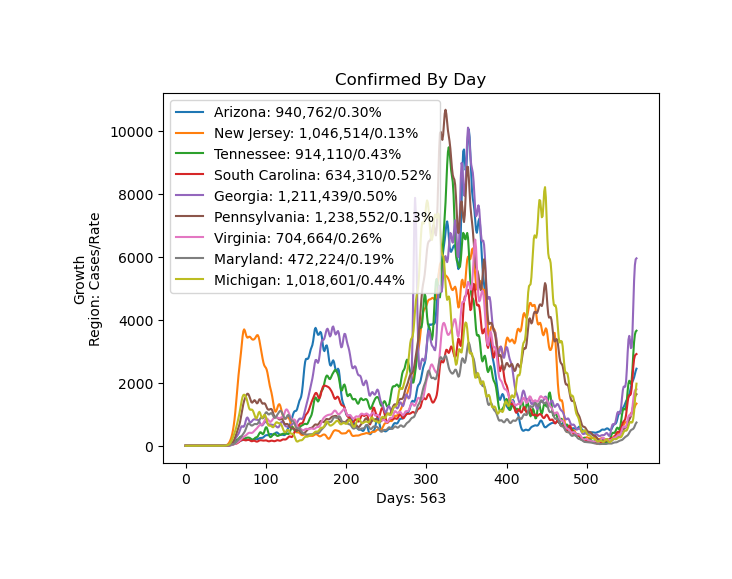 Confirmed By Day
Arizona: 940,762/0.30%
New Jersey: 1,046,514/0.13%
Tennessee: 914,110/0.43%
South Carolina: 634,310/0.52%
Georgia: 1,211,439/0.50%
Pennsylvania: 1,238,552/0.13%
Virginia: 704,664/0.26%
Maryland: 472,224/0.19%
Michigan: 1,018,601/0.44%
10000
8000
6000
4000
2000
0
Growth
Region: Cases/Rate
0 100 200 300 400 500
Days: 563